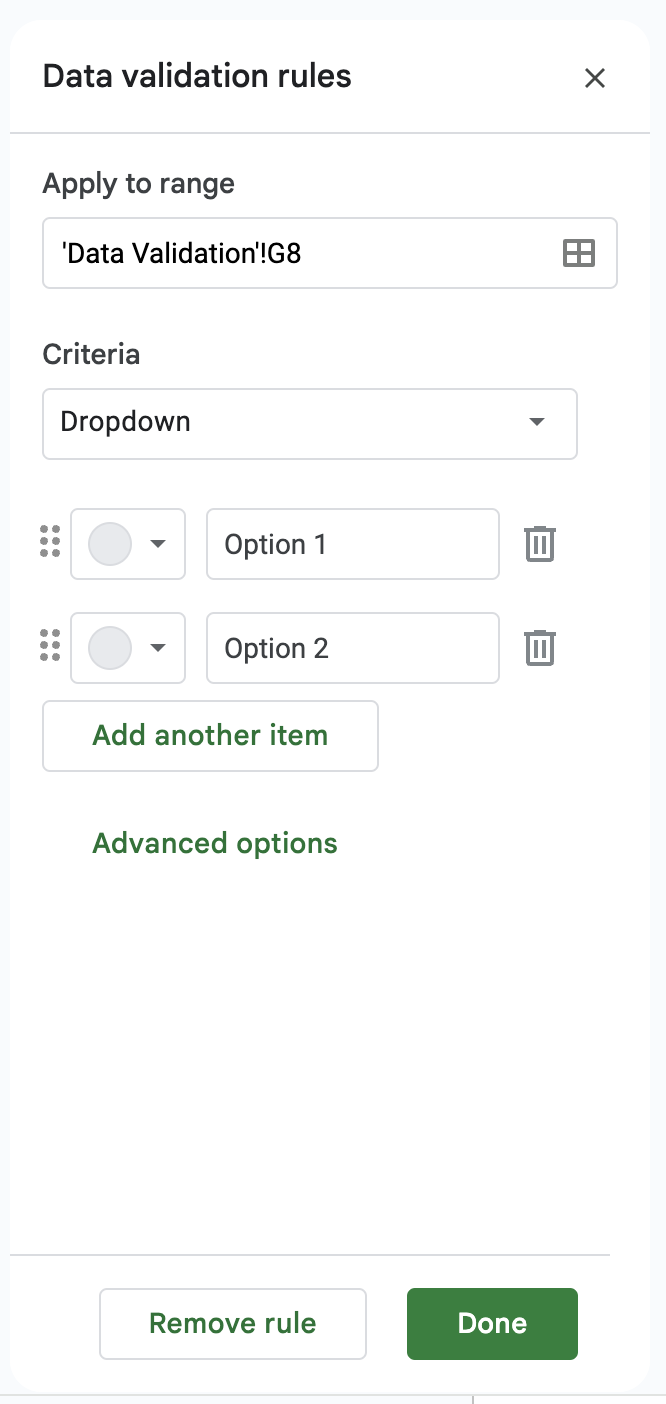 Data validation rules
Apply to range
'Data Validation'!G8
Criteria
Dropdown
Option 1
Option 2
Add another item
Advanced options
Remove rule
Done